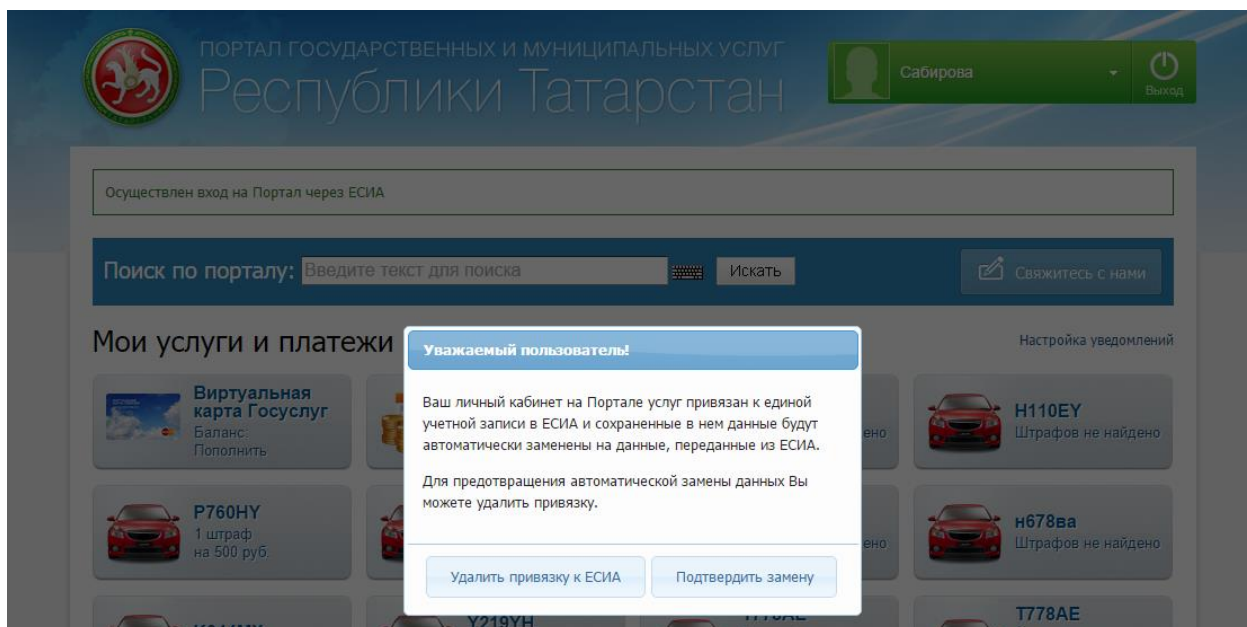 ПОРТАЛ ГОСУДАРСТВЕННЫХ И МУНИЦИПАЛЬНЫХ УСЛУГ
Республики Татарстан
Сабирова
Выход
Осуществлен вход на Портал через ЕСИА
Поиск по порталу:
Введите текст для поиска
Искать
Свяжитесь с нами
Мои услуги и платежи
Настройка уведомлений
Уважаемый пользователь!
Ваш личный кабинет на Портале услуг привязан к единой
учетной записи в ЕСИА и сохраненные в нем данные будут
автоматически заменены на данные, переданные из ЕСИА.
Для предотвращения автоматической замены данных Вы
можете удалить привязку.
Удалить привязку к ЕСИА
Подтвердить замену
Виртуальная
карта Госуслуг
Баланс:
Пополнить
Н110ЕУ
Штрафов не найдено
Р760НУ
1 штраф
на 500 руб.
н678ва
Штрафов не найдено
Y219YH
Т778АЕ